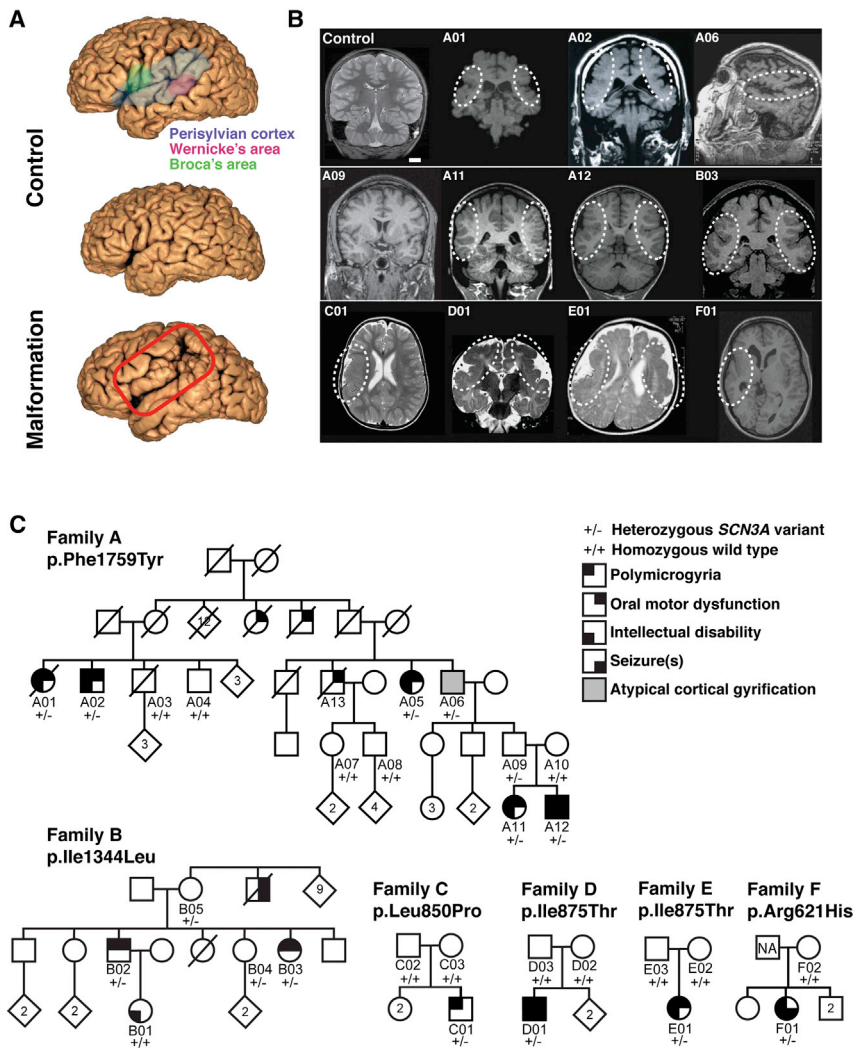 A
Control
Perisylvian cortex
Wernicke's area
Broca's area
Malformation
B
Control
A01
A02
A06
A09
A11
A12
B03
C01
D01
E01
F01
C
Family A
p.Phe1759Tyr
+/- Heterozygous SCN3A variant
+/+ Homozygous wild type
Polymicrogyria
Oral motor dysfunction
Intellectual disability
Seizure(s)
Atypical cortical gyrification
12
3
A01 A02 A03 A04 A13 A05 A06
+/- +/- +/+ +/+ +/- +/-
3
A07 A08 A09 A10
+/+ +/+ +/- +/+
2 4 3 2
A11 A12
+/- +/-
Family B
p.Ile1344Leu
9
B05
+/-
B02 B04 B03
+/- +/- +/-
2 2 2
B01
+/+
Family C
p.Leu850Pro
C02 C03
+/+ +/+
2
C01
+/-
Family D
p.Ile875Thr
D03 D02
+/+ +/+
2
D01
+/-
Family E
p.Ile875Thr
E03 E02
+/+ +/+
E01
+/-
Family F
p.Arg621His
NA
F02
+/+
2
F01
+/-